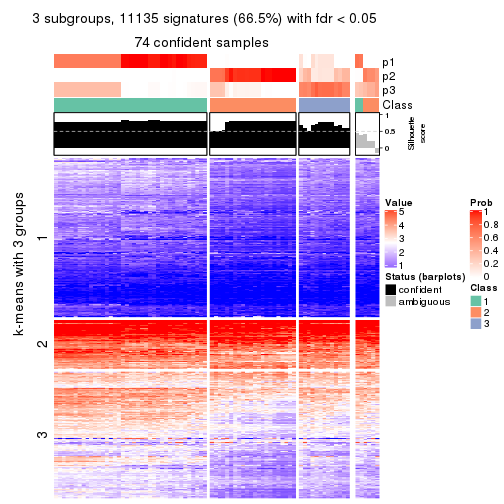 3 subgroups, 11135 signatures (66.5%) with fdr < 0.05
74 confident samples
p1
p2
p3
Class
1
0.5
0
Silhouette
score
k-means with 3 groups
1
2
3
Value
5
4
3
2
1
Status (barplots)
confident
ambiguous
Prob
1
0.8
0.6
0.4
0.2
0
Class
1
2
3